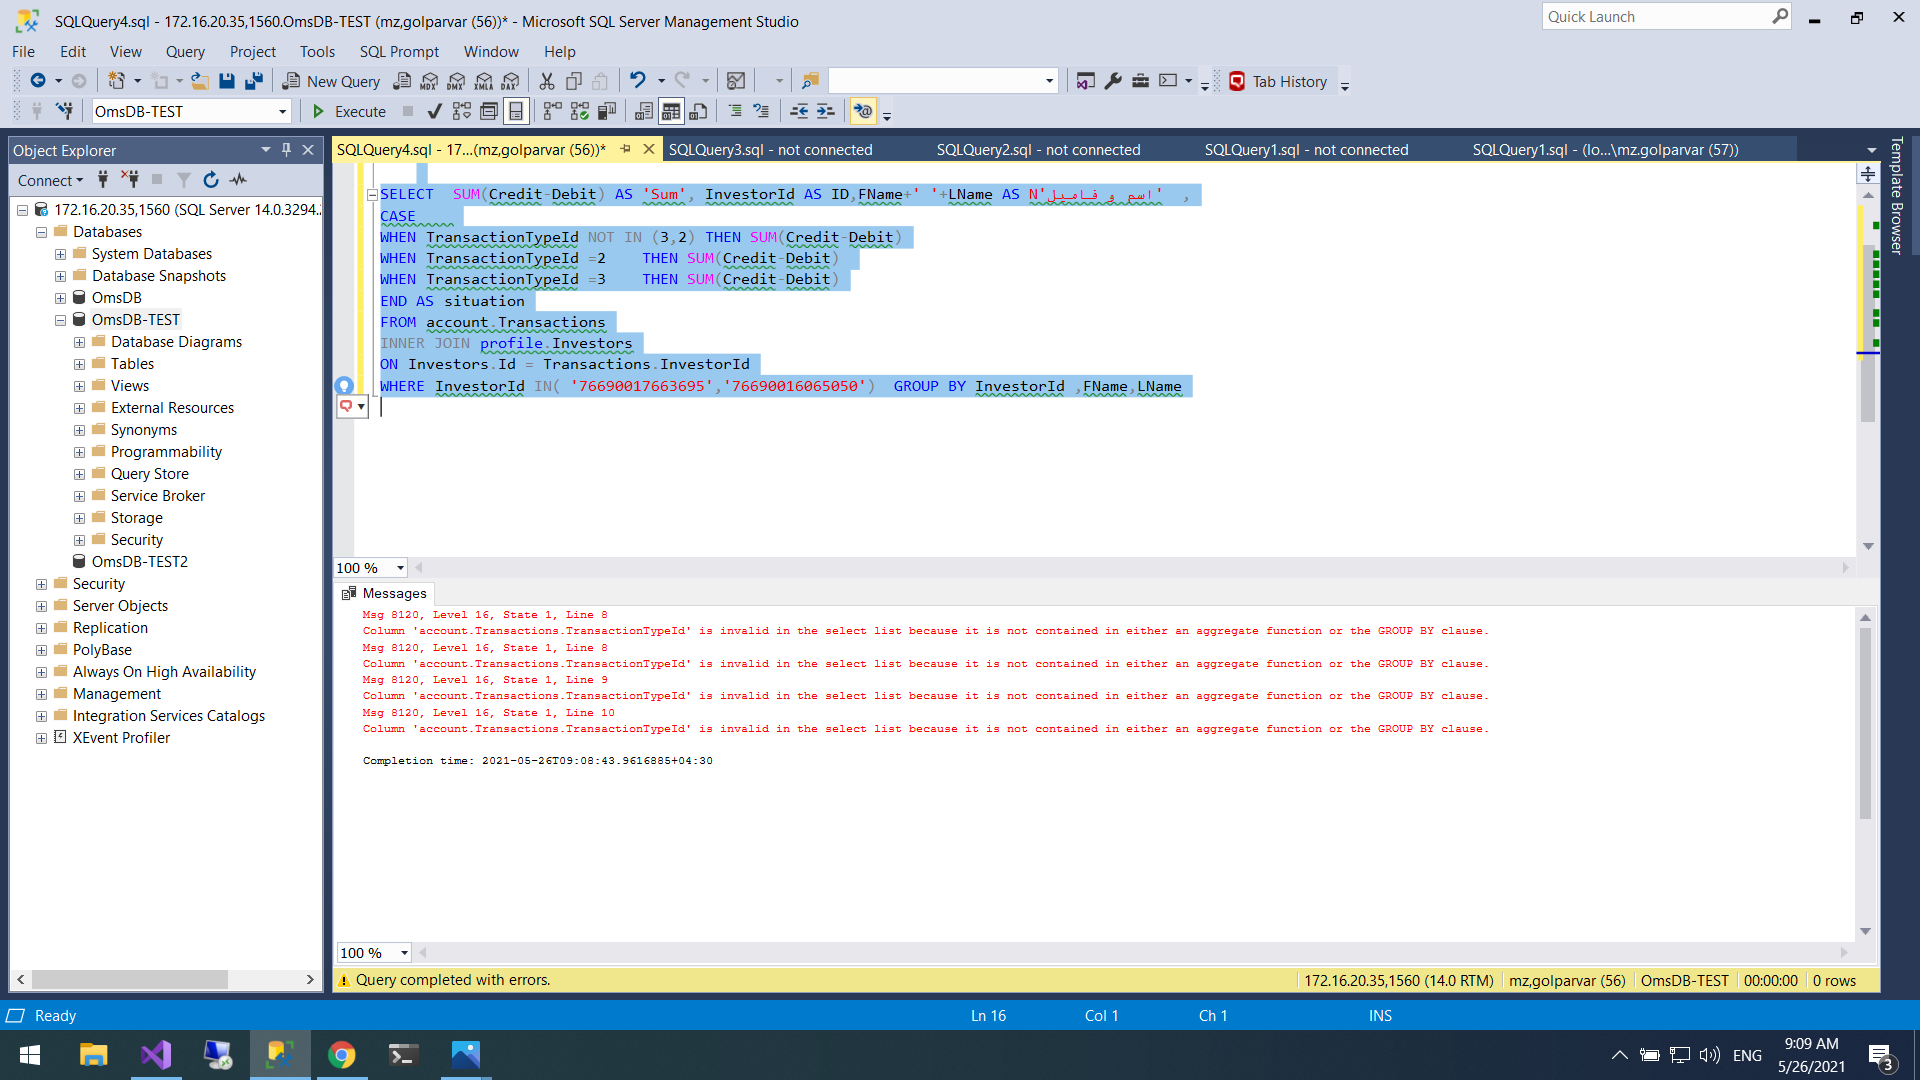 SQLQuery4.sql - 172.16.20.35,1560.OmsDB-TEST (mz,golparvar (56))* - Microsoft SQL Server Management Studio
Quick Launch
File Edit View Query Project Tools SQL Prompt Window Help
New Query MDX DMX XMLA DAX Tab History
OmsDB-TEST Execute
Object Explorer
SQLQuery4.sql - 17...(mz,golparvar (56))* SQLQuery3.sql - not connected SQLQuery2.sql - not connected SQLQuery1.sql - not connected SQLQuery1.sql - (lo...\mz.golparvar (57))
Template Browser
Connect
172.16.20.35,1560 (SQL Server 14.0.3294.
Databases
System Databases
Database Snapshots
OmsDB
OmsDB-TEST
Database Diagrams
Tables
Views
External Resources
Synonyms
Programmability
Query Store
Service Broker
Storage
Security
OmsDB-TEST2
Security
Server Objects
Replication
PolyBase
Always On High Availability
Management
Integration Services Catalogs
XEvent Profiler
SELECT SUM(Credit-Debit) AS 'Sum', InvestorId AS ID,FName+' '+LName AS N'اسم و فامیل' ,
CASE
WHEN TransactionTypeId NOT IN (3,2) THEN SUM(Credit-Debit)
WHEN TransactionTypeId =2 THEN SUM(Credit-Debit)
WHEN TransactionTypeId =3 THEN SUM(Credit-Debit)
END AS situation
FROM account.Transactions
INNER JOIN profile.Investors
ON Investors.Id = Transactions.InvestorId
WHERE InvestorId IN( '76690017663695','76690016065050') GROUP BY InvestorId ,FName,LName
100 %
Messages
Msg 8120, Level 16, State 1, Line 8
Column 'account.Transactions.TransactionTypeId' is invalid in the select list because it is not contained in either an aggregate function or the GROUP BY clause.
Msg 8120, Level 16, State 1, Line 8
Column 'account.Transactions.TransactionTypeId' is invalid in the select list because it is not contained in either an aggregate function or the GROUP BY clause.
Msg 8120, Level 16, State 1, Line 9
Column 'account.Transactions.TransactionTypeId' is invalid in the select list because it is not contained in either an aggregate function or the GROUP BY clause.
Msg 8120, Level 16, State 1, Line 10
Column 'account.Transactions.TransactionTypeId' is invalid in the select list because it is not contained in either an aggregate function or the GROUP BY clause.
Completion time: 2021-05-26T09:08:43.9616885+04:30
100 %
Query completed with errors. 172.16.20.35,1560 (14.0 RTM) mz,golparvar (56) OmsDB-TEST 00:00:00 0 rows
Ready Ln 16 Col 1 Ch 1 INS
ENG 9:09 AM
5/26/2021
3